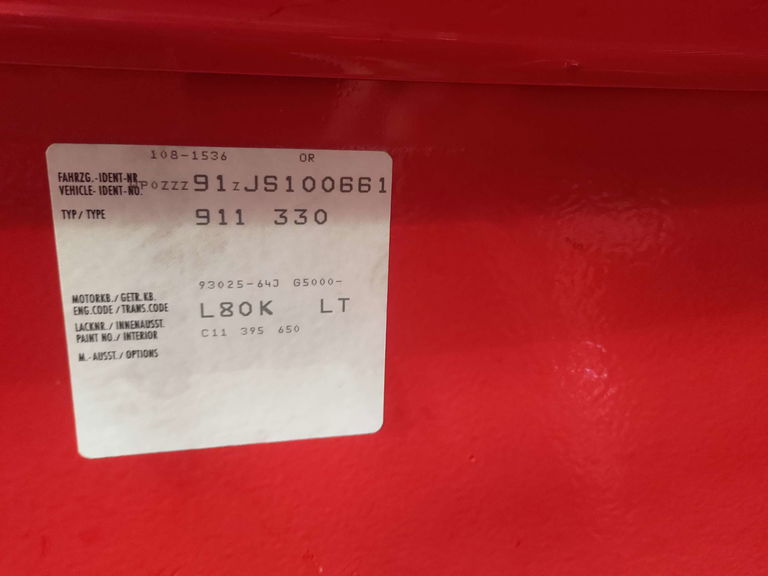 108-1536 OR
FAHRZG.-IDENT-NR.
VEHICLE-IDENT-NO. WP0ZZZ91ZJS100661
TYP/TYPE 911 330
93025-64J G5000-
MOTORKB./GETR.KB.
ENG.CODE/TRANS.CODE L80K LT
LACKNR./INNENAUSST.
PAINT NO./INTERIOR C11 395 650
M.-AUSST./OPTIONS